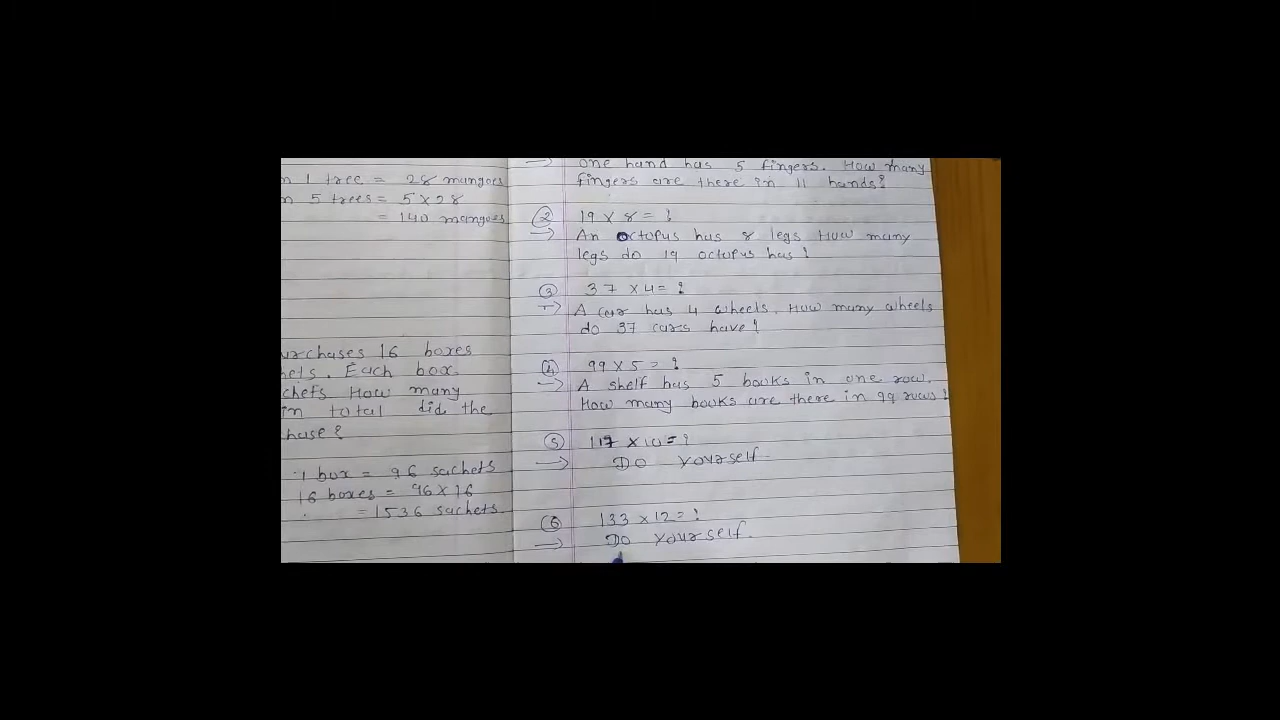 n 1 tree = 28 mangoes
n 5 trees = 5 x 28
= 140 mangoes
urchases 16 boxes
hets. Each box
chets How many
in total did the
hase?
1 box = 96 sachets
16 boxes = 96 x 16
= 1536 sachets
→ one hand has 5 fingers. How many
fingers are there in 11 hands?
② 19 x 8 = ?
→ An octopus has 8 legs How many
legs do 19 octopus has?
③ 37 x 4 = ?
→ A car has 4 wheels. How many wheels
do 37 cars have?
④ 99 x 5 = ?
→ A shelf has 5 books in one row.
How many books are there in 99 rows?
⑤ 117 x 10 = ?
→ Do Yourself.
⑥ 133 x 12 = ?
→ Do Yourself.